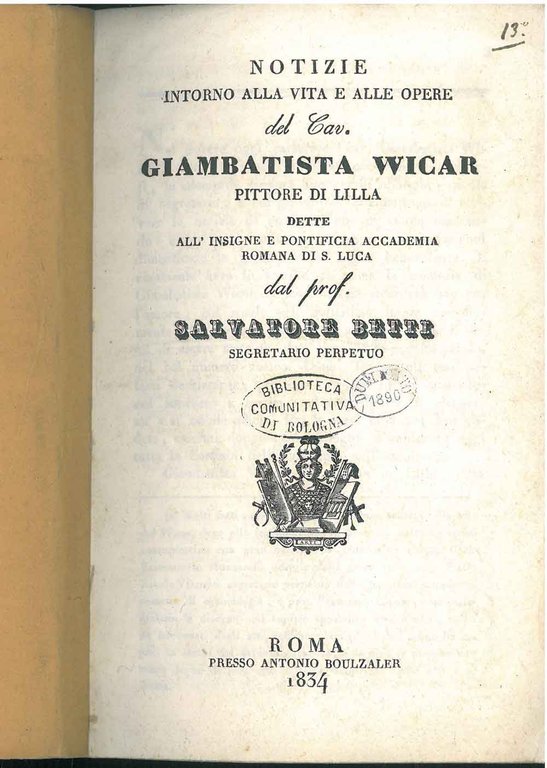 13.°
NOTIZIE
INTORNO ALLA VITA E ALLE OPERE
del Cav.
GIAMBATISTA WICAR
PITTORE DI LILLA
DETTE
ALL' INSIGNE E PONTIFICIA ACCADEMIA
ROMANA DI S. LUCA
dal prof.
SALVATORE BETTI
SEGRETARIO PERPETUO
BIBLIOTECA
COMUNITATIVA
DI BOLOGNA
1890
ARTI
ROMA
PRESSO ANTONIO BOULZALER
1834